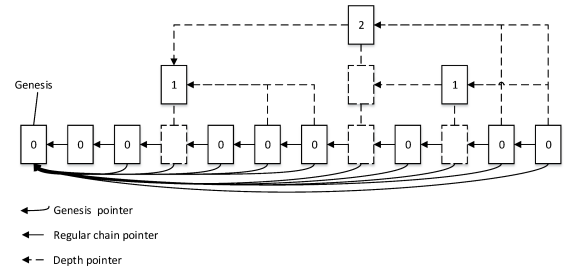 2
1
1
Genesis
0 0 0 0 0 0 0 0 0
Genesis pointer
Regular chain pointer
Depth pointer